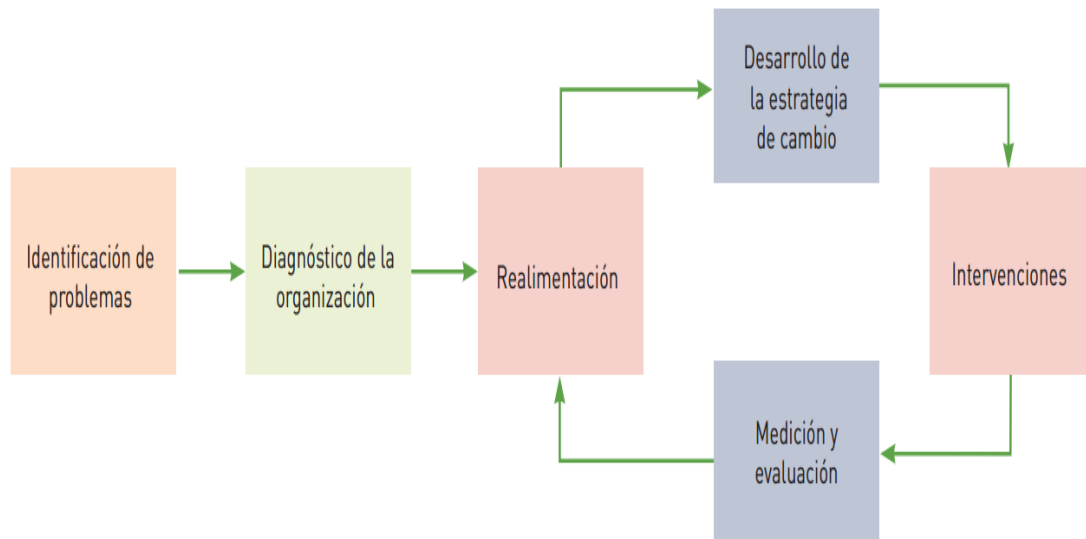 Identificación de
problemas
Diagnóstico de la
organización
Realimentación
Desarrollo de
la estrategia
de cambio
Intervenciones
Medición y
evaluación